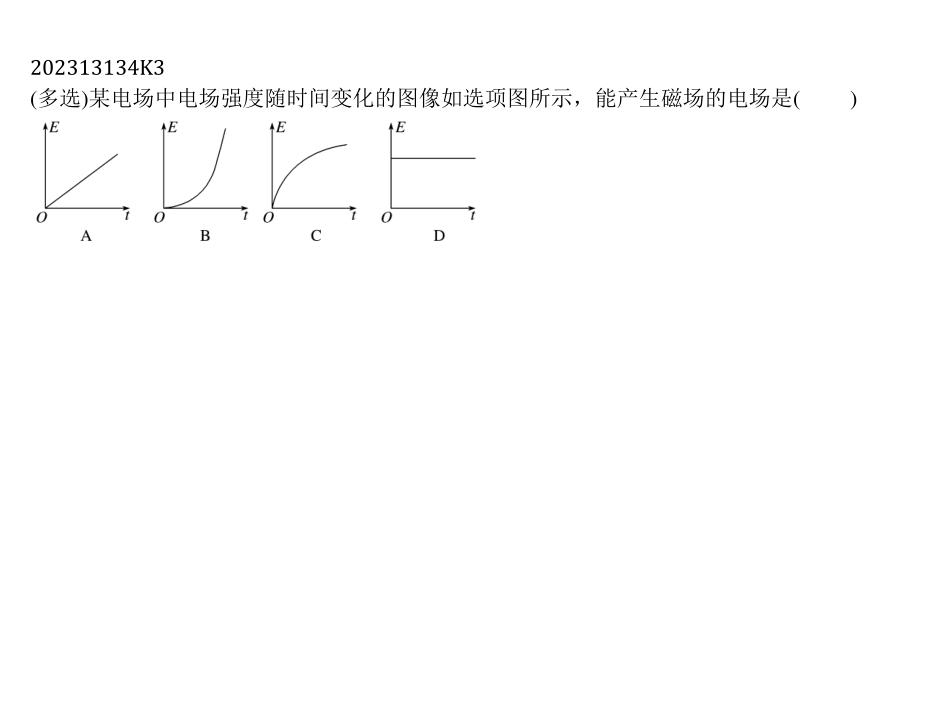 202313134K3
(多选)某电场中电场强度随时间变化的图像如选项图所示，能产生磁场的电场是(　　)
E E E E
O t O t O t O t
A B C D